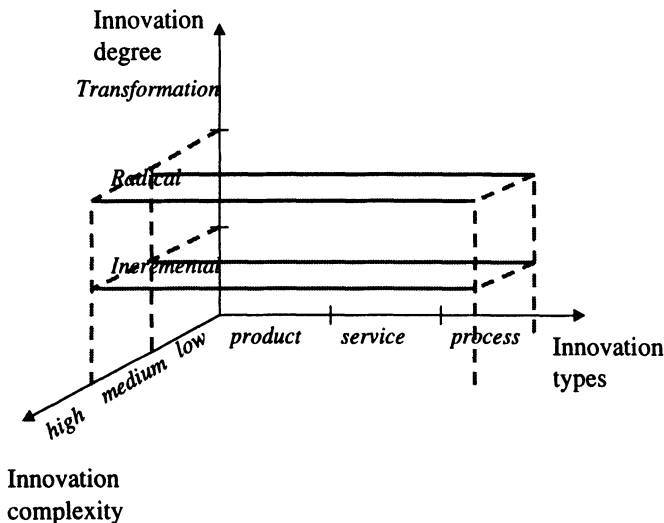 Innovation
degree
Transformation
Radical
Incremental
low
medium
high
product service process
Innovation
types
Innovation
complexity